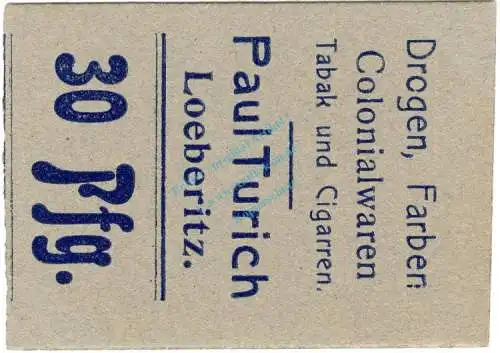 Drogen, Farben
Colonialwaren
Tabak und Cigarren.
Paul Turich
Loeberitz.
30 Pfg.